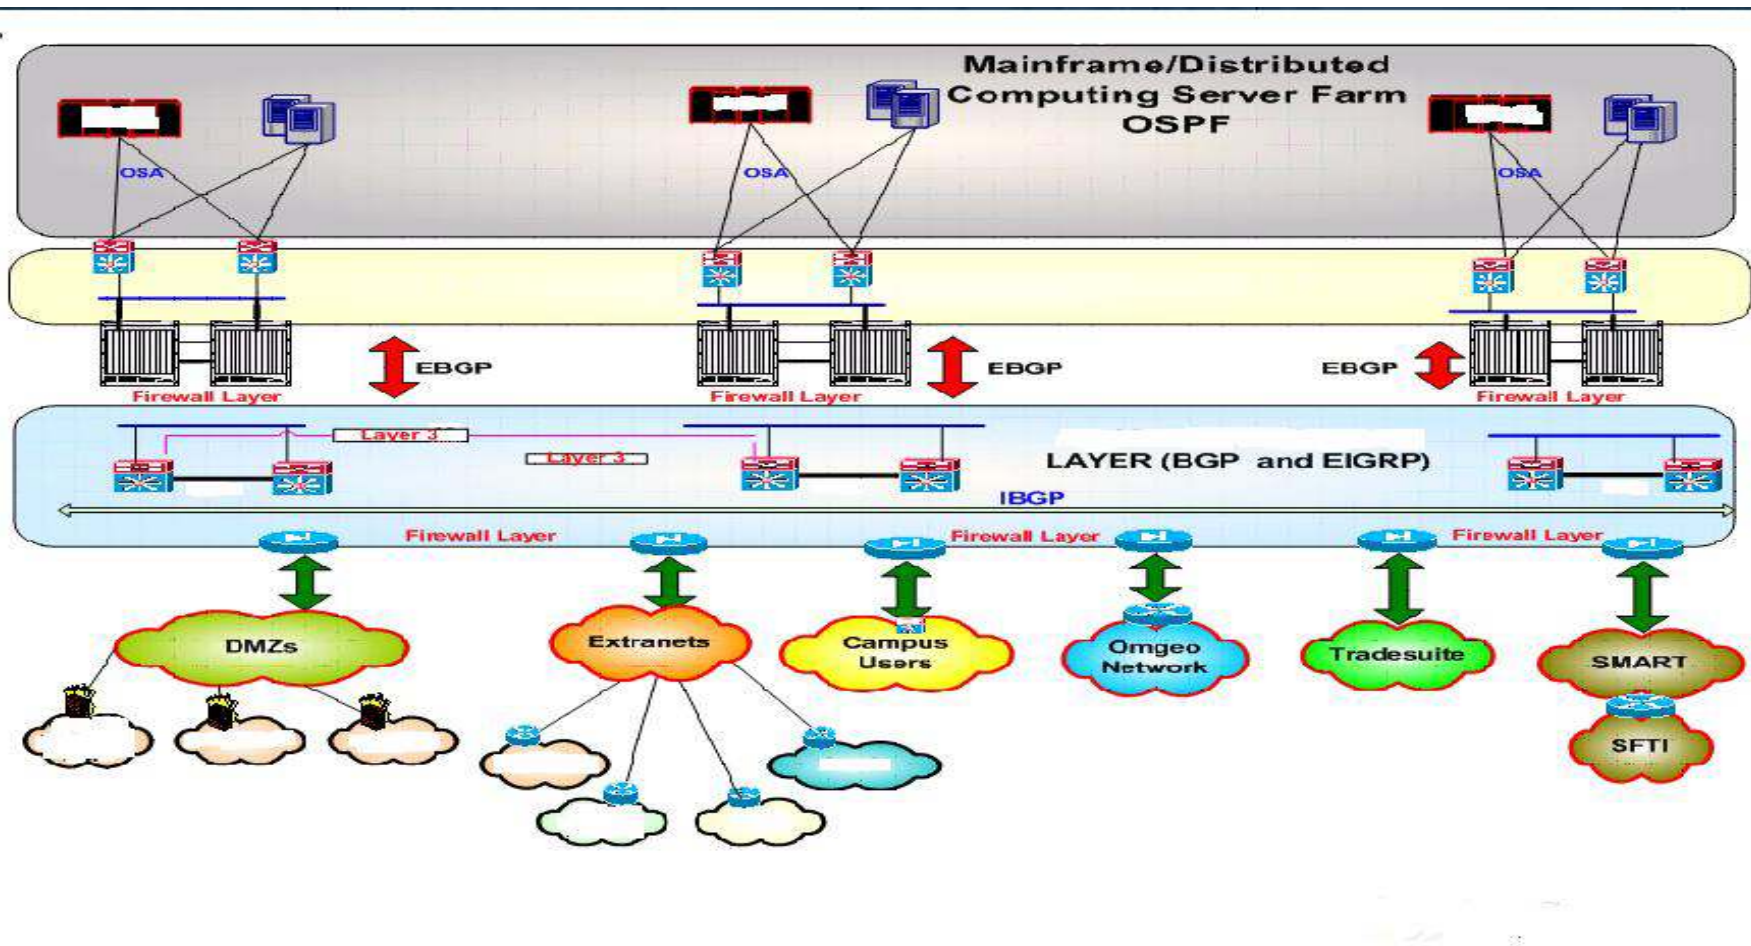 Mainframe/Distributed
Computing Server Farm
OSPF
OSA
OSA
OSA
EBGP
EBGP
EBGP
Firewall Layer
Firewall Layer
Firewall Layer
Layer 3
Layer 3
LAYER (BGP and EIGRP)
IBGP
Firewall Layer
Firewall Layer
Firewall Layer
DMZs
Extranets
Campus
Users
Omgeo
Network
Tradesuite
SMART
SFTI